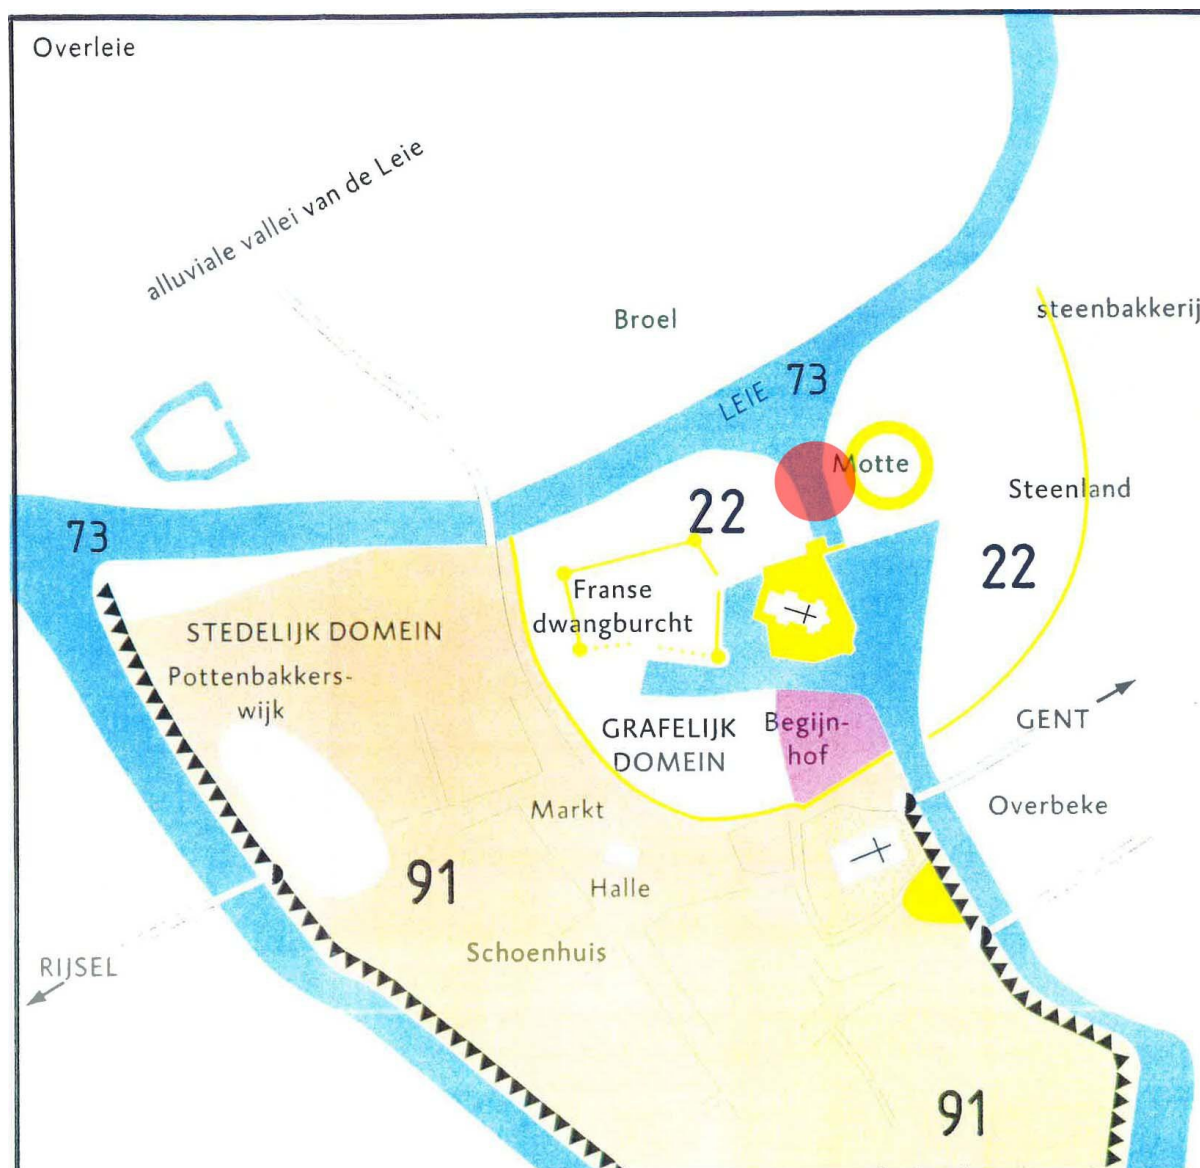 Overleie
alluviale vallei van de Leie
Broel
steenbakkerij
73
LEIE
Motte
Steenland
22
73
22
Franse
dwangburcht
STEDELIJK DOMEIN
Pottenbakkers-
wijk
GRAFELIJK
DOMEIN
Begijn-
hof
GENT
Markt
Overbeke
91
Halle
Schoenhuis
RIJSEL
91